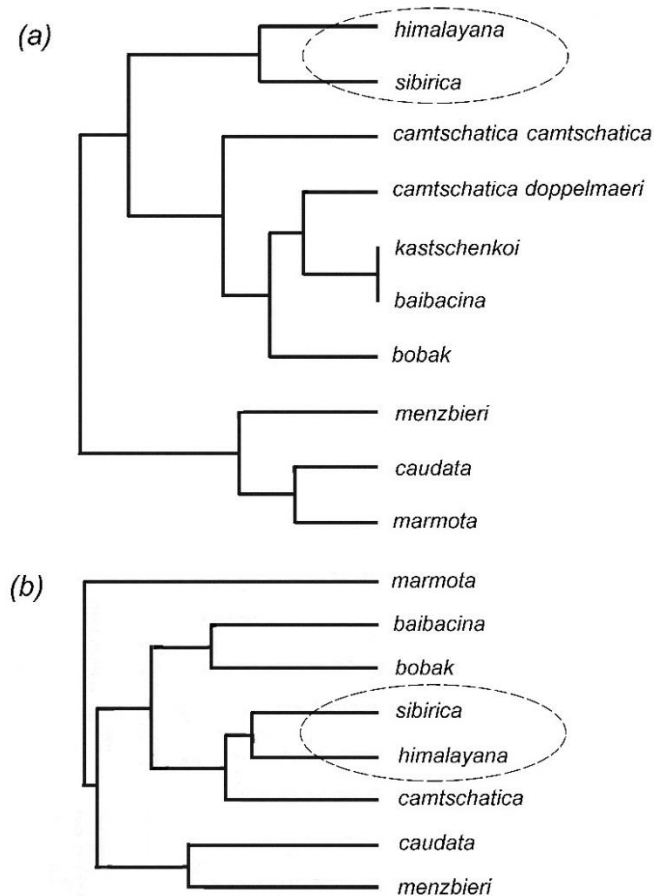 (a)
himalayana
sibirica
camtschatica camtschatica
camtschatica doppelmaeri
kastschenkoi
baibacina
bobak
menzbieri
caudata
marmota
(b)
marmota
baibacina
bobak
sibirica
himalayana
camtschatica
caudata
menzbieri